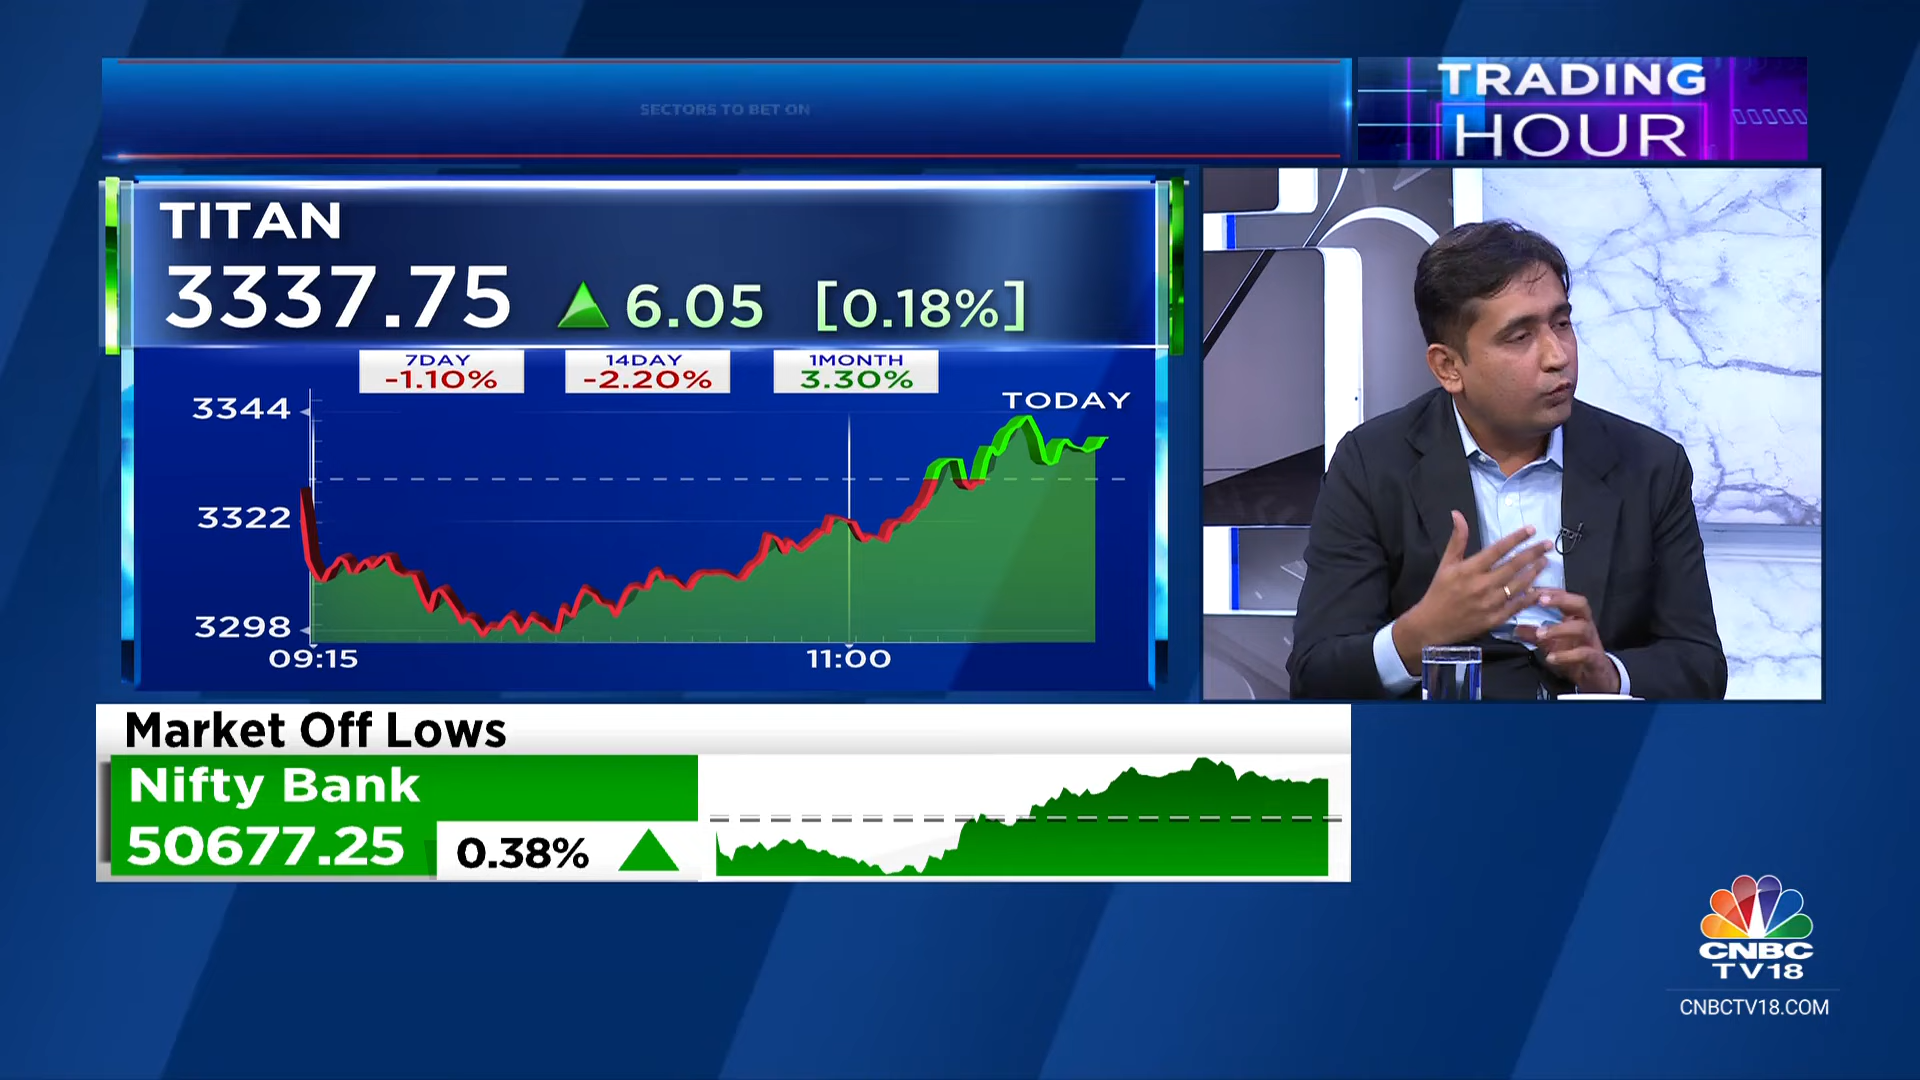 SECTORS TO BET ON
TRADING
HOUR
TITAN
3337.75 6.05 [0.18%]
7DAY
-1.10%
14DAY
-2.20%
1MONTH
3.30%
TODAY
3344
3322
3298
09:15 11:00
Market Off Lows
Nifty Bank
50677.25 0.38%
CNBC
TV18
CNBCTV18.COM